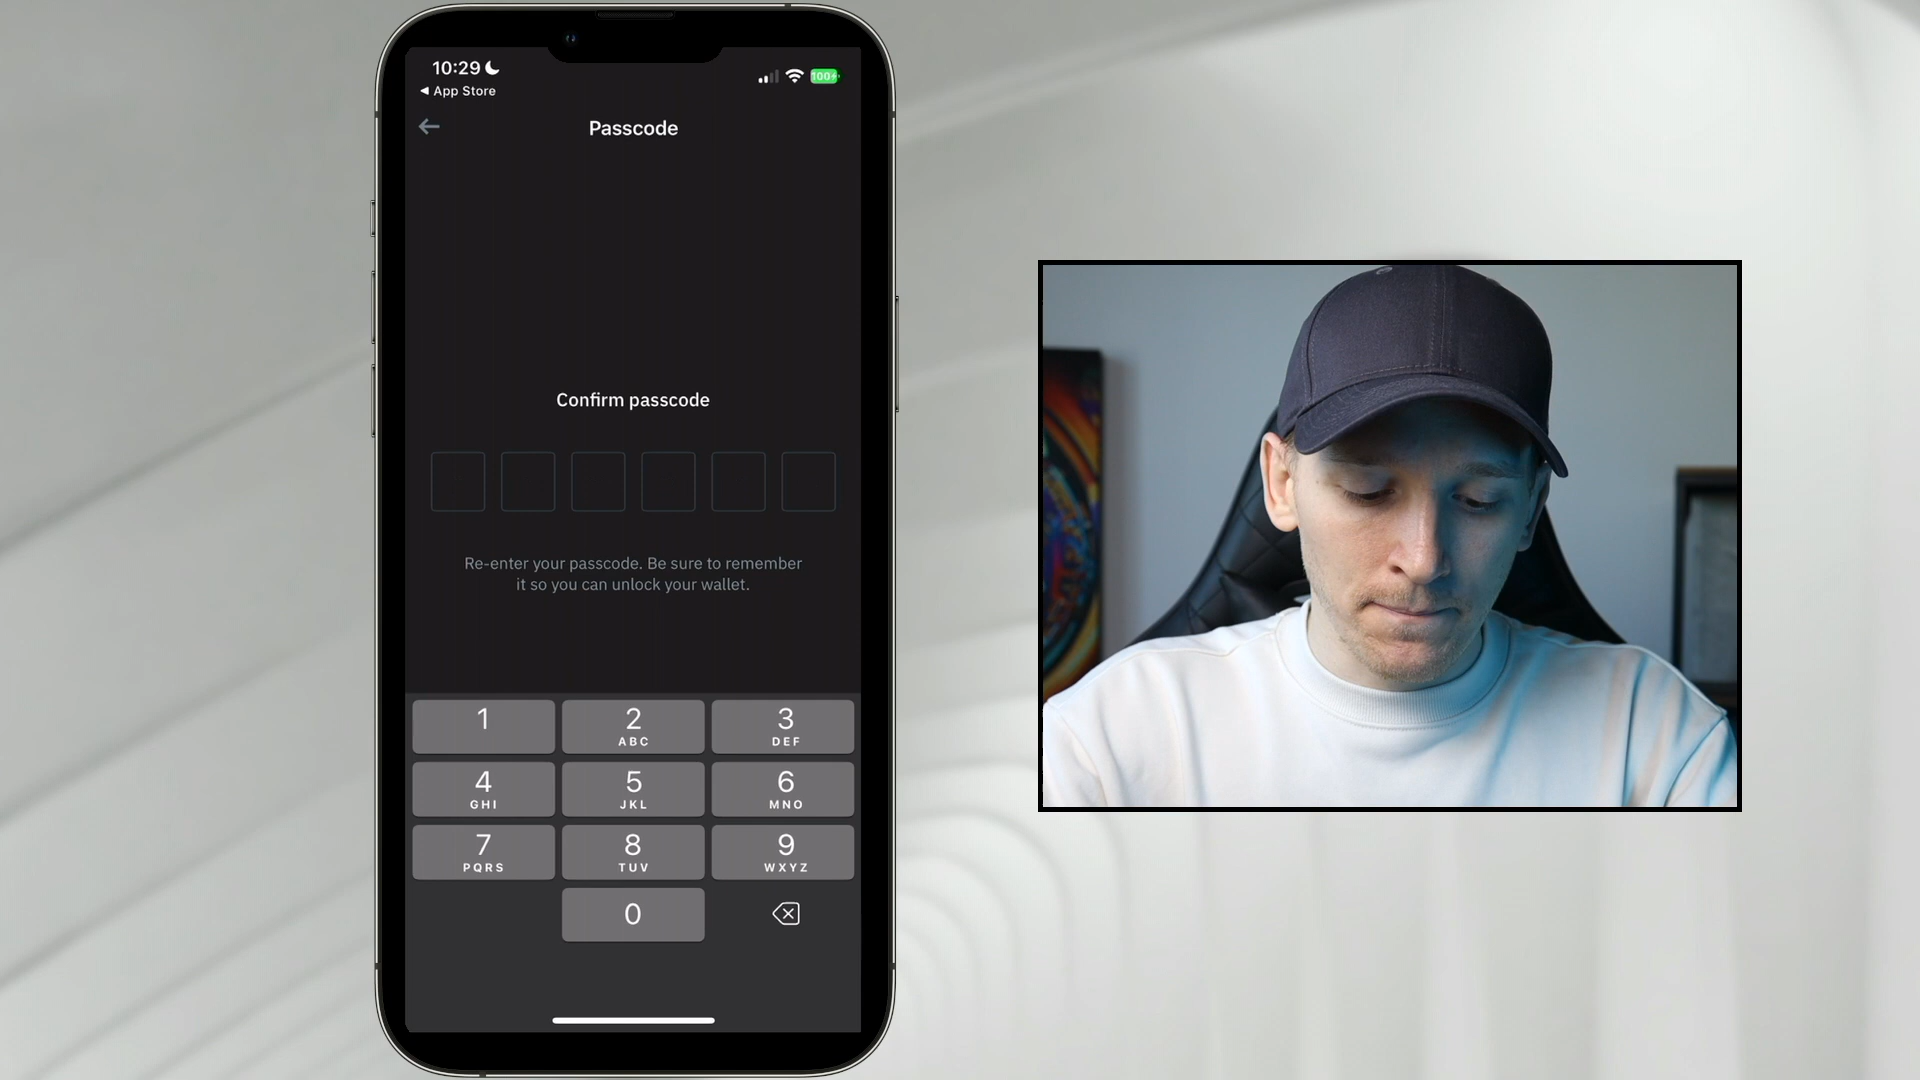 10:29
100
◀ App Store
Passcode
Confirm passcode
Re-enter your passcode. Be sure to remember
it so you can unlock your wallet.
1
2
ABC
3
DEF
4
GHI
5
JKL
6
MNO
7
PQRS
8
TUV
9
WXYZ
0